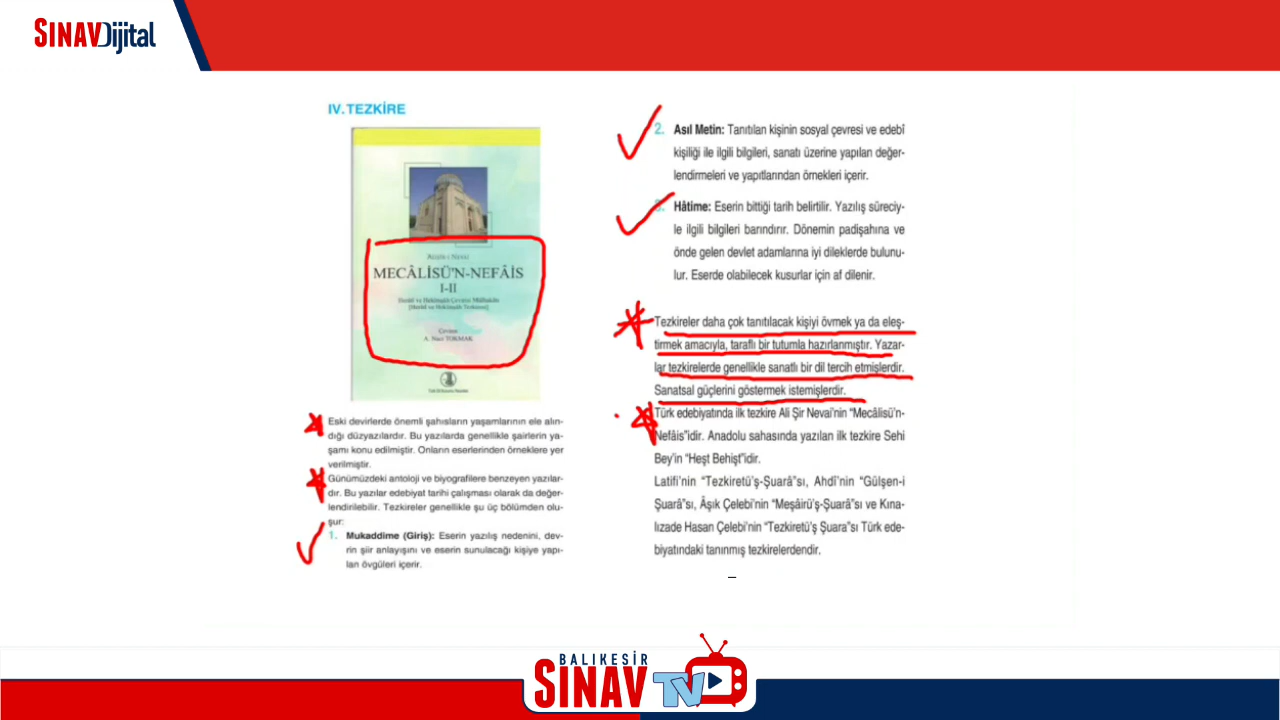 SINAVDijital
IV. TEZKİRE
MECÂLİSÜ'N-NEFÂİS
I-II
Çeviren
A. Naci TOKMAK
Eski devirlerde önemli şahısların yaşamlarının ele alın-
dığı düzyazılardır. Bu yazılarda genellikle şairlerin ya-
şamı konu edilmiştir. Onların eserlerinden örneklere yer
verilmiştir.
Günümüzdeki antoloji ve biyografilere benzeyen yazılar-
dır. Bu yazılar edebiyat tarihi çalışması olarak da değer-
lendirilebilir. Tezkireler genellikle şu üç bölümden olu-
şur:
1. Mukaddime (Giriş): Eserin yazılış nedenini, dev-
rin şiir anlayışını ve eserin sunulacağı kişiye yapı-
lan övgüleri içerir.
2. Asıl Metin: Tanıtılan kişinin sosyal çevresi ve edebî
kişiliği ile ilgili bilgileri, sanatı üzerine yapılan değer-
lendirmeleri ve yapıtlarından örnekleri içerir.
3. Hâtime: Eserin bittiği tarih belirtilir. Yazılış süreciy-
le ilgili bilgileri barındırır. Dönemin padişahına ve
önde gelen devlet adamlarına iyi dileklerde bulunu-
lur. Eserde olabilecek kusurlar için af dilenir.
Tezkireler daha çok tanıtılacak kişiyi övmek ya da eleş-
tirmek amacıyla, taraflı bir tutumla hazırlanmıştır. Yazar-
lar tezkirelerde genellikle sanatlı bir dil tercih etmişlerdir.
Sanatsal güçlerini göstermek istemişlerdir.
Türk edebiyatında ilk tezkire Ali Şir Nevai'nin “Mecâlisü'n-
Nefâis”idir. Anadolu sahasında yazılan ilk tezkire Sehi
Bey'in “Heşt Behişt”idir.
Latifi'nin “Tezkiretü'ş-Şuarâ”sı, Ahdî'nin “Gülşen-i
Şuarâ”sı, Âşık Çelebi'nin “Meşâirü'ş-Şuarâ”sı ve Kına-
lızade Hasan Çelebi'nin “Tezkiretü'ş Şuara”sı Türk ede-
biyatındaki tanınmış tezkirelerdendir.
BALIKESİR
SINAV TV